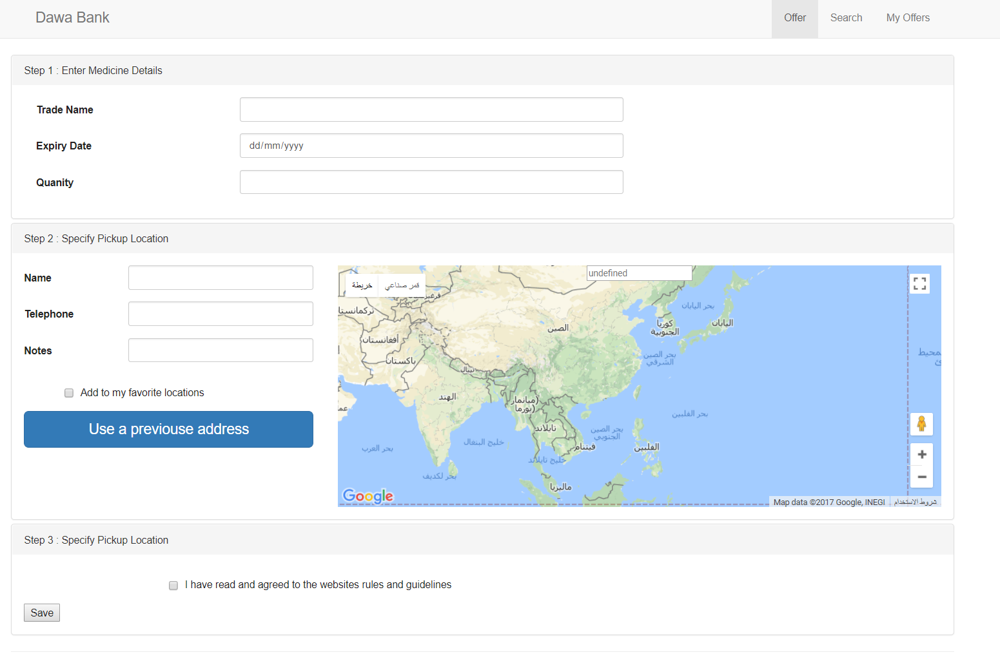 Dawa Bank
Offer
Search
My Offers
Step 1 : Enter Medicine Details
Trade Name
Expiry Date
dd/mm/yyyy
Quanity
Step 2 : Specify Pickup Location
Name
Telephone
Notes
Add to my favorite locations
Use a previouse address
undefined
خريطة
قمر صناعي
تركمانستا
أفغانستان
باكستان
نيبال
الهند
الصين
كوريا
الجنوبية
اليابان
بحر اليابان
بحر الصين
الشرقي
ميانمار)
(بورما
تايلاند
فيتنام
بحر الصين
الجنوبي
الفلبين
بحر الفلبين
خليج البنغال
بحر العرب
بحر لكديف
خليج تايلاند
ماليزيا
Google
Map data ©2017 Google, INEGI
شروط الاستخدام
Step 3 : Specify Pickup Location
I have read and agreed to the websites rules and guidelines
Save